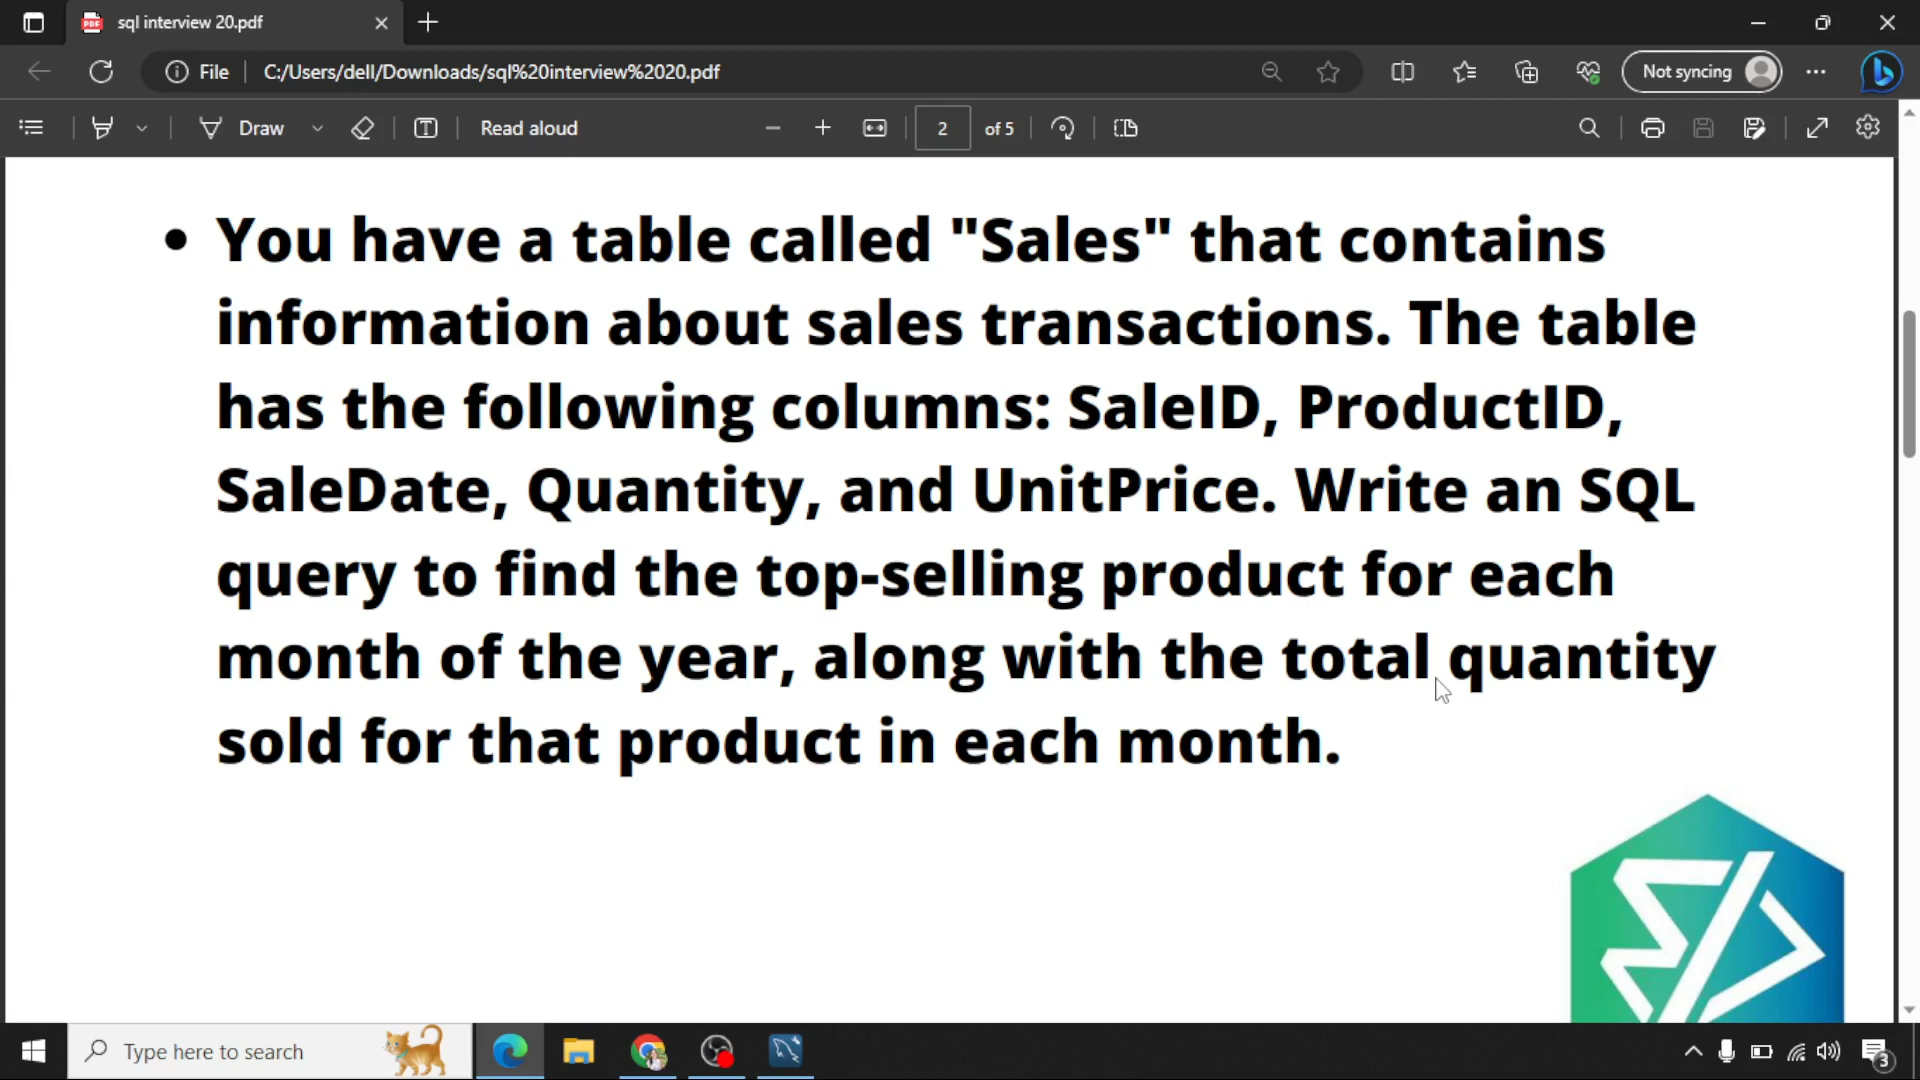 sql interview 20.pdf
File C:/Users/dell/Downloads/sql%20interview%2020.pdf
Not syncing
Draw Read aloud 2 of 5
• You have a table called "Sales" that contains
information about sales transactions. The table
has the following columns: SaleID, ProductID,
SaleDate, Quantity, and UnitPrice. Write an SQL
query to find the top-selling product for each
month of the year, along with the total quantity
sold for that product in each month.
Type here to search
3